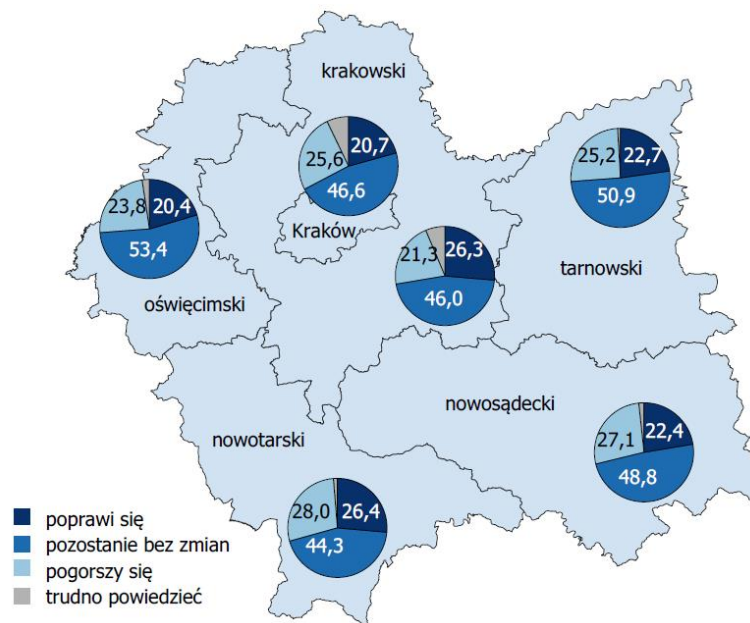 krakowski
25,6
20,7
46,6
Kraków
25,2
22,7
50,9
tarnowski
23,8
20,4
53,4
oświęcimski
21,3
26,3
46,0
nowosądecki
27,1
22,4
48,8
nowotarski
28,0
26,4
44,3
poprawi się
pozostanie bez zmian
pogorszy się
trudno powiedzieć